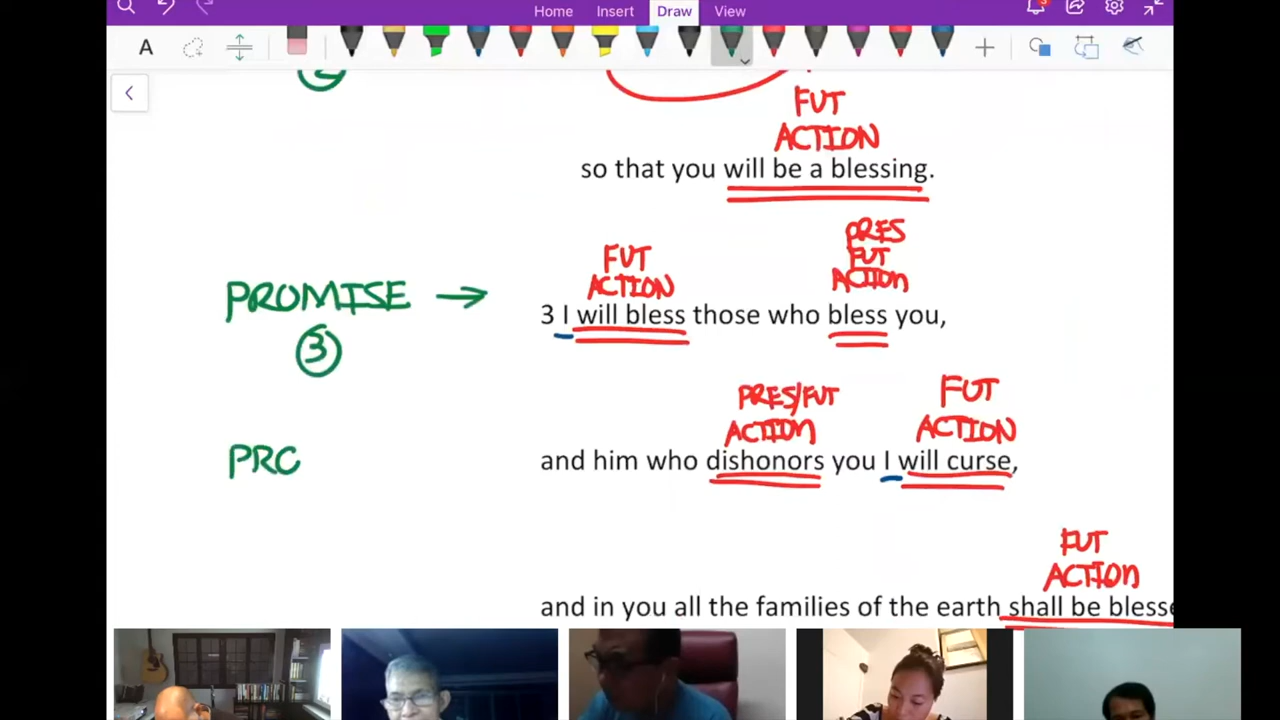 Home Insert Draw View
A
2
FUT
ACTION
so that you will be a blessing.
PRES
FUT
ACTION
FUT
ACTION
PROMISE →
3 I will bless those who bless you,
3
PRES/FUT
ACTION
FUT
ACTION
PRO
and him who dishonors you I will curse,
FUT
ACTION
and in you all the families of the earth shall be blesse